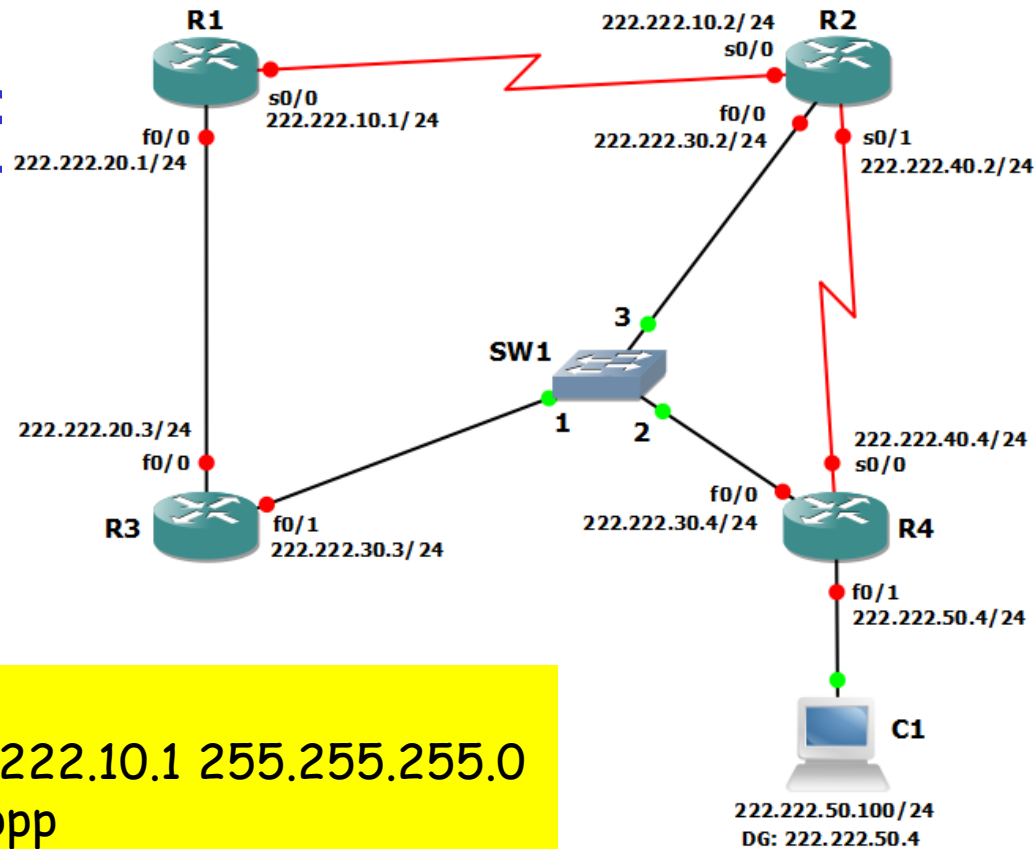 R1
222.222.10.2/24
R2
s0/0
s0/0
222.222.10.1/24
f0/0
222.222.20.1/24
f0/0
222.222.30.2/24
s0/1
222.222.40.2/24
3
SW1
1
2
222.222.20.3/24
f0/0
222.222.40.4/24
s0/0
R3
f0/1
222.222.30.3/24
f0/0
222.222.30.4/24
R4
f0/1
222.222.50.4/24
C1
222.222.50.100/24
DG: 222.222.50.4
222.10.1 255.255.255.0